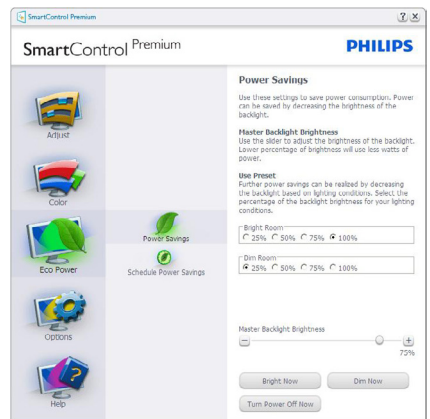 SmartControl Premium
SmartControl Premium
PHILIPS
Adjust
Color
Eco Power
Options
Help
Power Savings
Schedule Power Savings
Power Savings
Use these settings to save power consumption. Power
can be saved by decreasing the brightness of the
backlight.
Master Backlight Brightness
Use the slider to adjust the brightness of the backlight.
Lower percentage of brightness will use less watts of
power.
Use Preset
Further power savings can be realized by decreasing
the backlight based on lighting conditions. Select the
percentage of the backlight brightness for your lighting
conditions.
Bright Room
25% 50% 75% 100%
Dim Room
25% 50% 75% 100%
Master Backlight Brightness
75%
Bright Now Dim Now
Turn Power Off Now